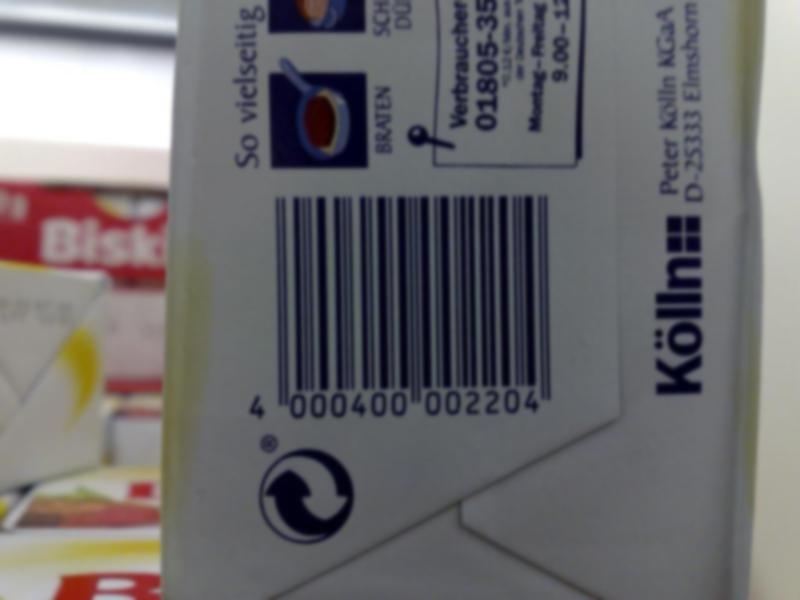 So vielseitig
BRATEN
Verbraucher
01805-35
Montag–Freitag
9.00–12
Peter Kölln KGaA
D-25333 Elmshorn
Kölln
4 000400 002204
®
Biski